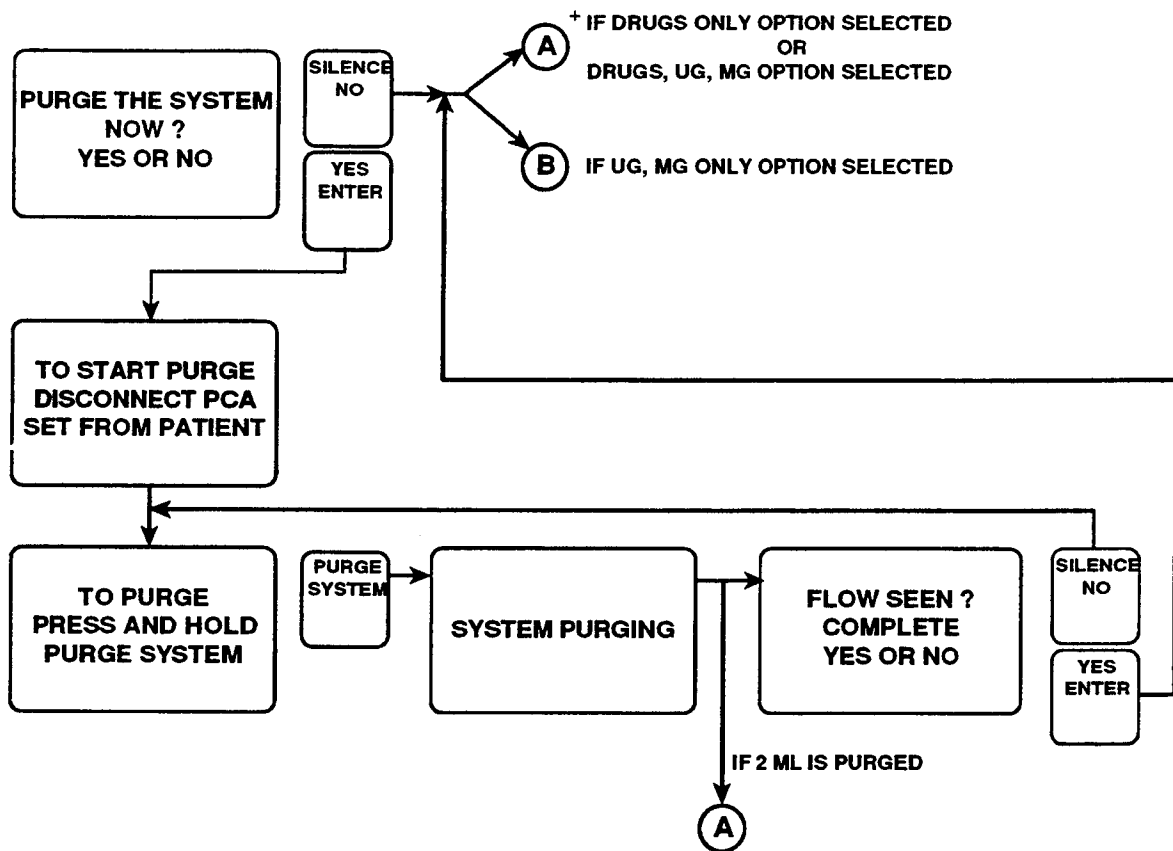 PURGE THE SYSTEM
NOW ?
YES OR NO
SILENCE
NO
YES
ENTER
A
+ IF DRUGS ONLY OPTION SELECTED
OR
DRUGS, UG, MG OPTION SELECTED
B
IF UG, MG ONLY OPTION SELECTED
TO START PURGE
DISCONNECT PCA
SET FROM PATIENT
TO PURGE
PRESS AND HOLD
PURGE SYSTEM
PURGE
SYSTEM
SYSTEM PURGING
FLOW SEEN ?
COMPLETE
YES OR NO
SILENCE
NO
YES
ENTER
IF 2 ML IS PURGED
A